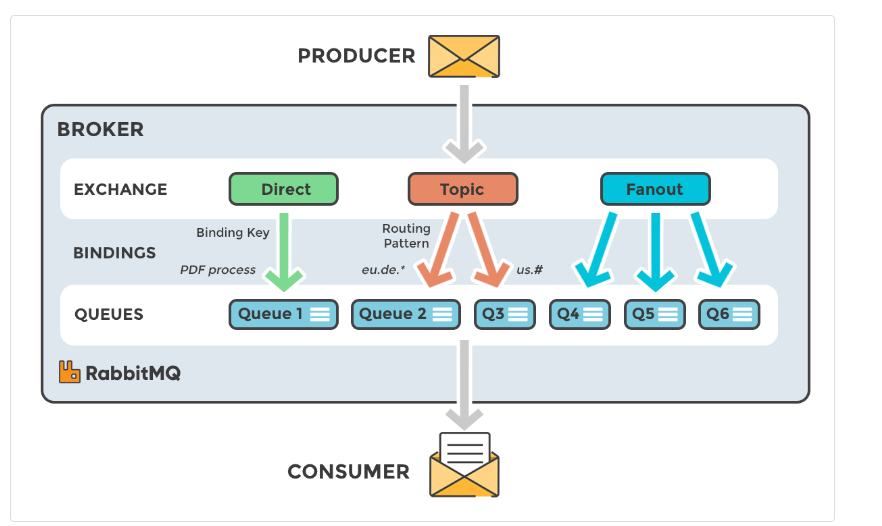 PRODUCER
BROKER
EXCHANGE
Direct
Topic
Fanout
BINDINGS
Binding Key
PDF process
Routing
Pattern
eu.de.*
us.#
QUEUES
Queue 1
Queue 2
Q3
Q4
Q5
Q6
RabbitMQ
CONSUMER